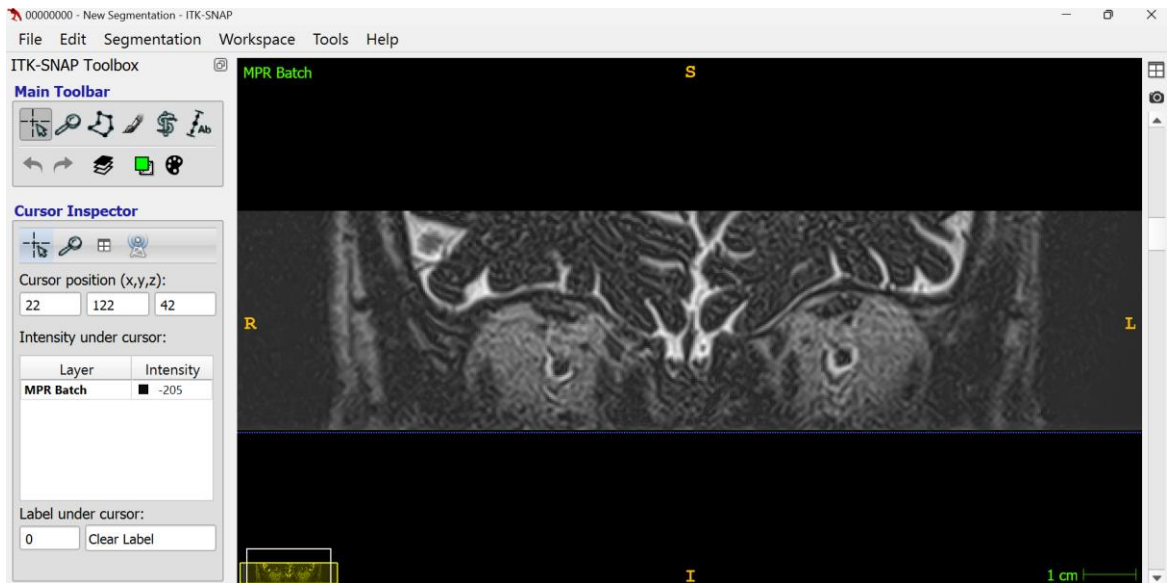 00000000 - New Segmentation - ITK-SNAP
File Edit Segmentation Workspace Tools Help
ITK-SNAP Toolbox
Main Toolbar
Ab
Cursor Inspector
Cursor position (x,y,z):
22 122 42
Intensity under cursor:
Layer Intensity
MPR Batch -205
Label under cursor:
0 Clear Label
MPR Batch
S
R
L
I
1 cm